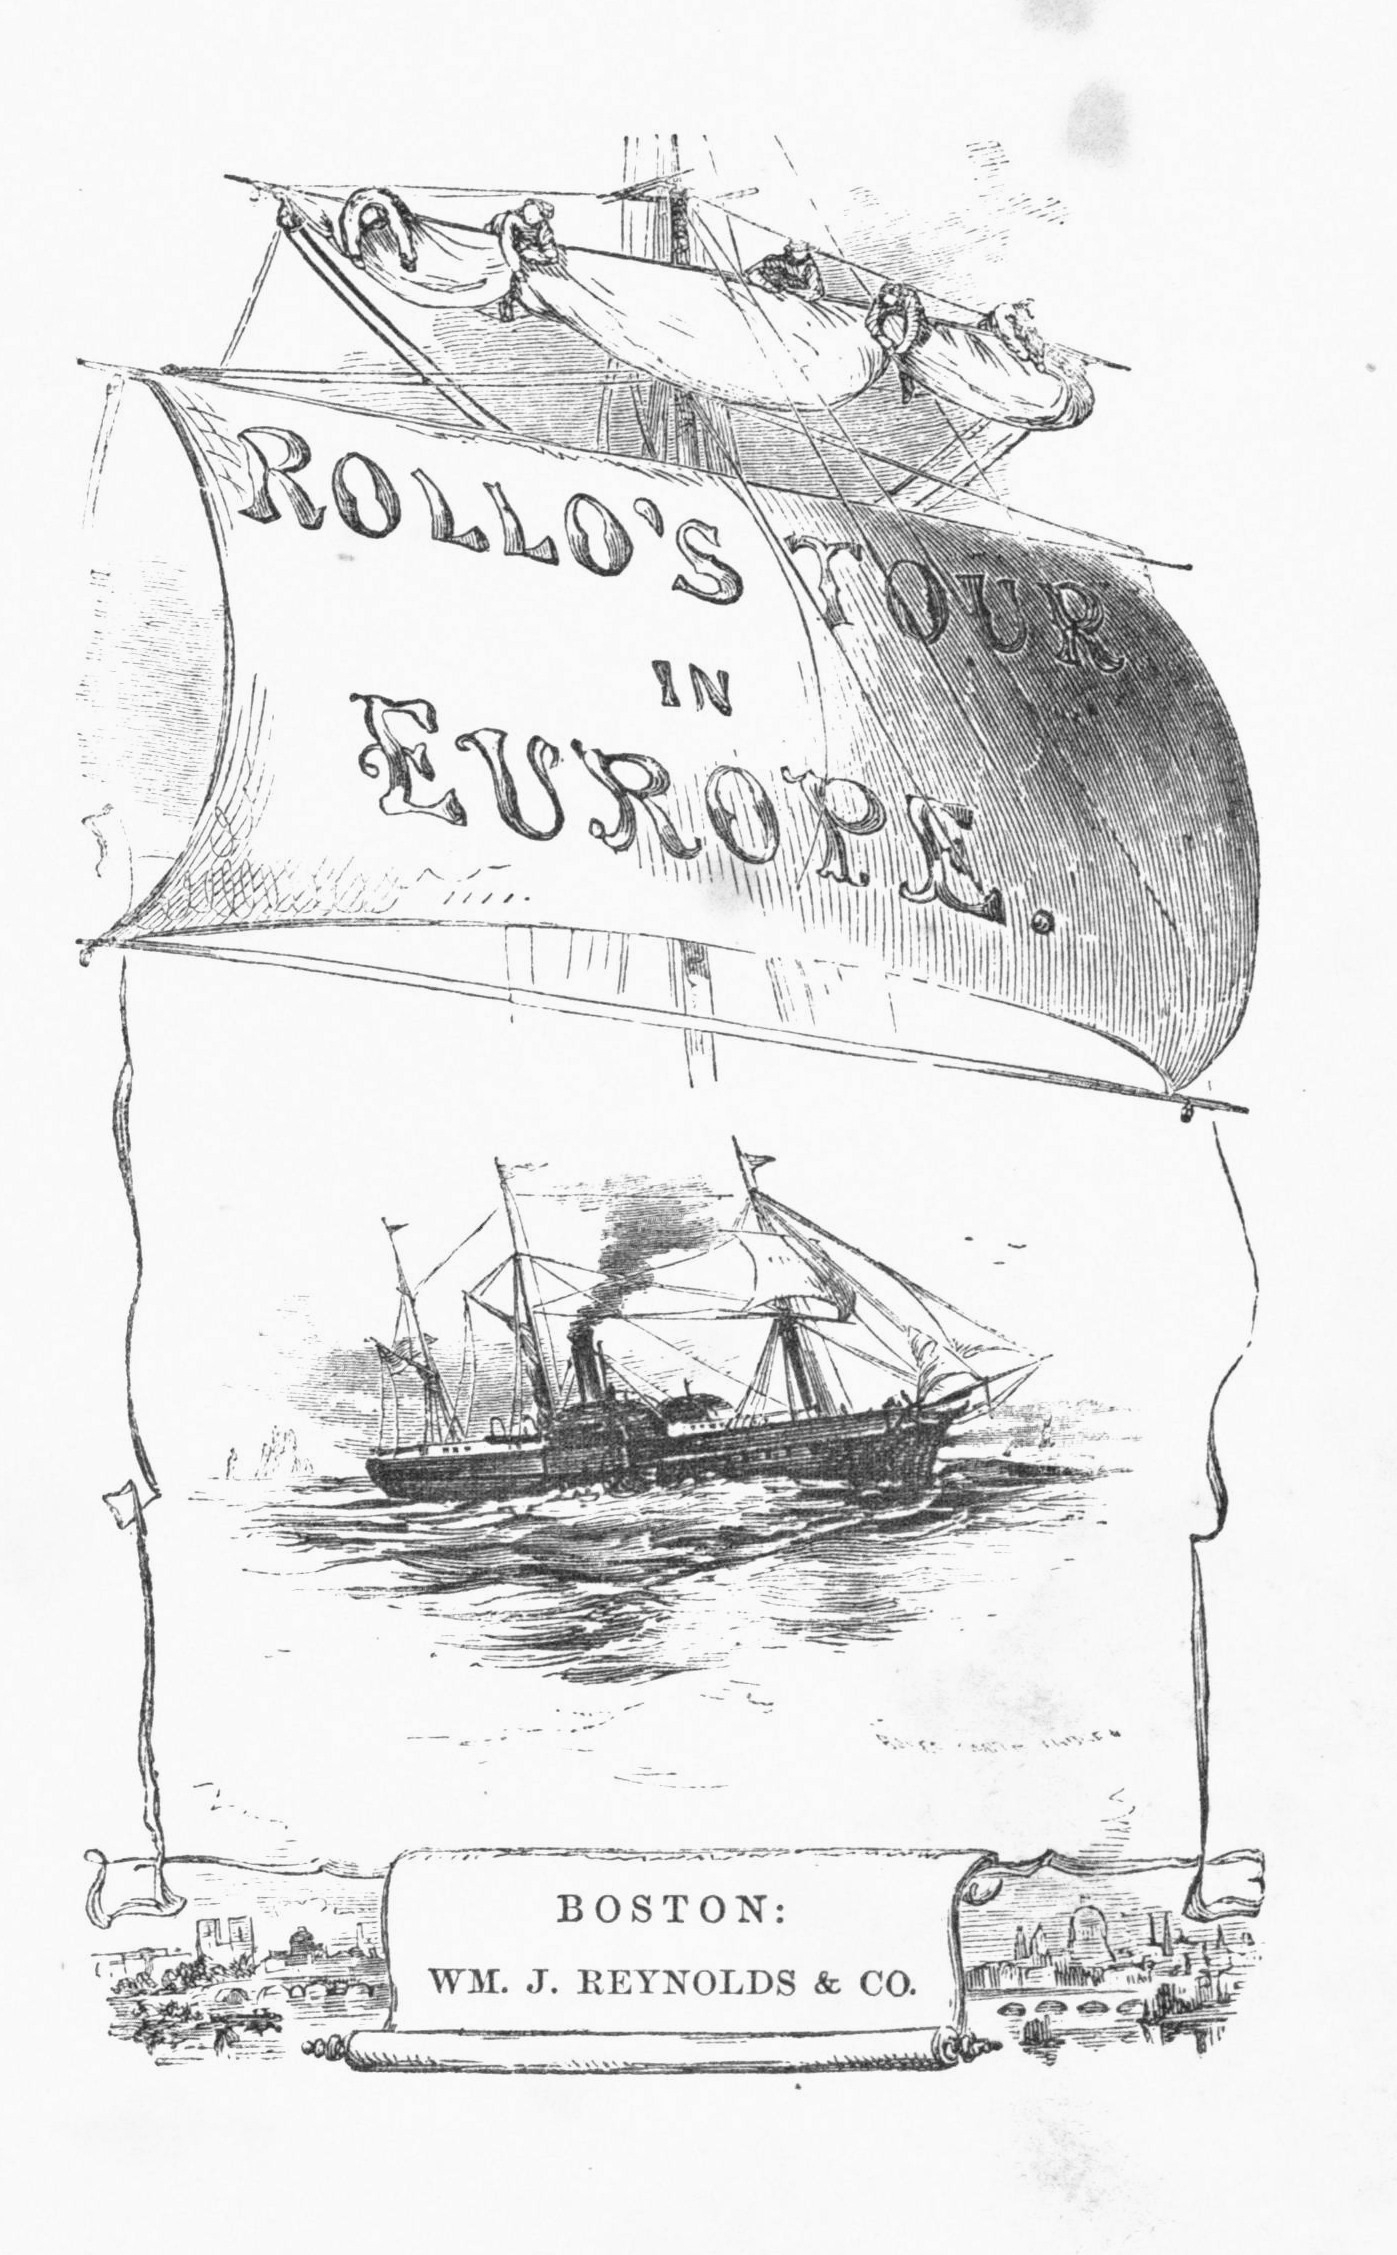 ROLLO'S TOUR
IN
EUROPE.
BOSTON:
WM. J. REYNOLDS & CO.